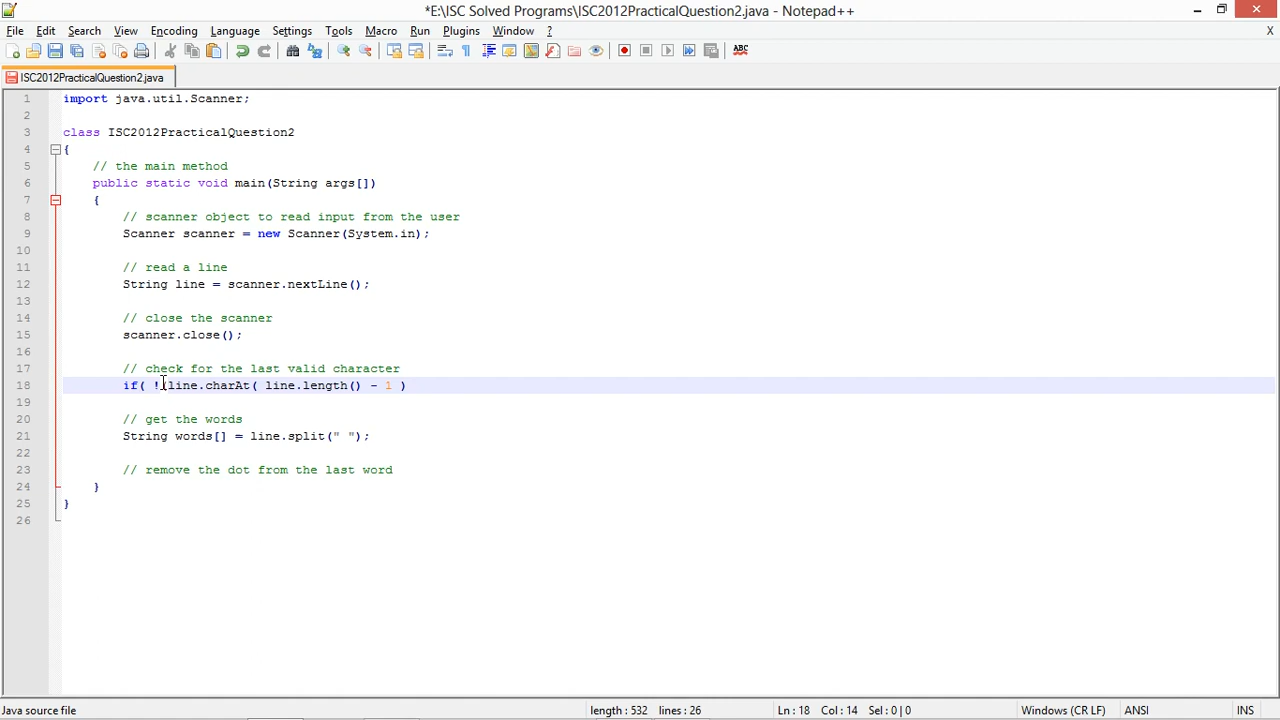 *E:\ISC Solved Programs\ISC2012PracticalQuestion2.java - Notepad++
File Edit Search View Encoding Language Settings Tools Macro Run Plugins Window ? X
ABC
ISC2012PracticalQuestion2.java
1 import java.util.Scanner;
2
3 class ISC2012PracticalQuestion2
4 {
5 // the main method
6 public static void main(String args[])
7 {
8 // scanner object to read input from the user
9 Scanner scanner = new Scanner(System.in);
10
11 // read a line
12 String line = scanner.nextLine();
13
14 // close the scanner
15 scanner.close();
16
17 // check for the last valid character
18 if( !(line.charAt( line.length() - 1 )
19
20 // get the words
21 String words[] = line.split(" ");
22
23 // remove the dot from the last word
24 }
25 }
26
Java source file length : 532 lines : 26 Ln : 18 Col : 14 Sel : 0 | 0 Windows (CR LF) ANSI INS